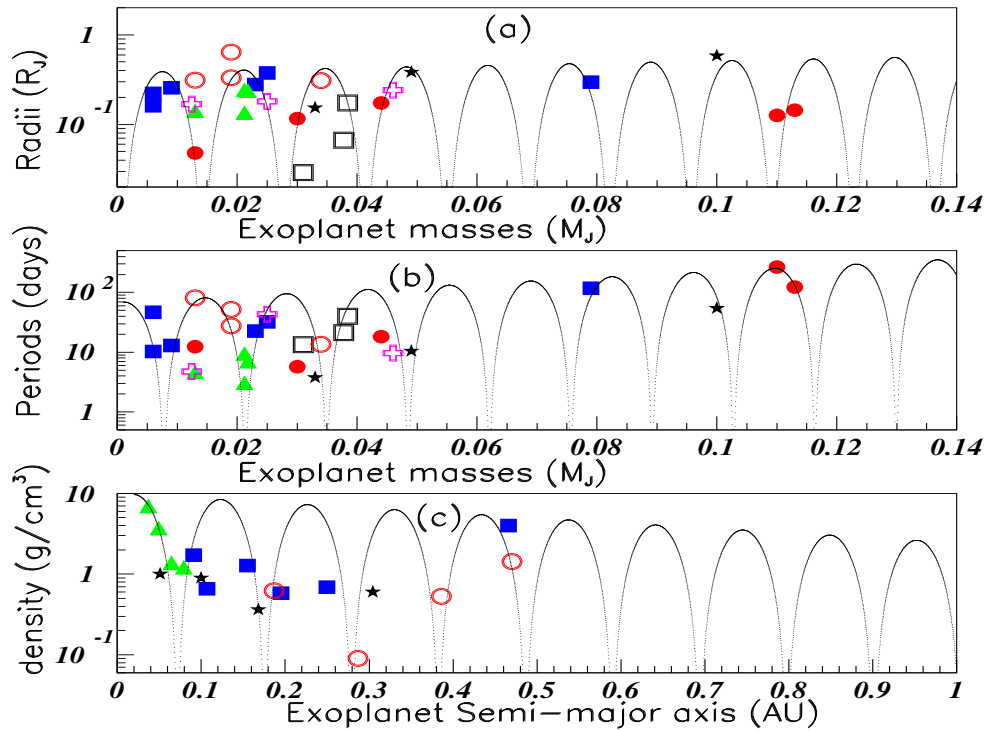 (a)
Radii (R_J)
1
10^-1
0 0.02 0.04 0.06 0.08 0.1 0.12 0.14
Exoplanet masses (M_J)
(b)
Periods (days)
10^2
10
1
0 0.02 0.04 0.06 0.08 0.1 0.12 0.14
Exoplanet masses (M_J)
(c)
density (g/cm^3)
10
1
10^-1
0 0.1 0.2 0.3 0.4 0.5 0.6 0.7 0.8 0.9 1
Exoplanet Semi-major axis (AU)